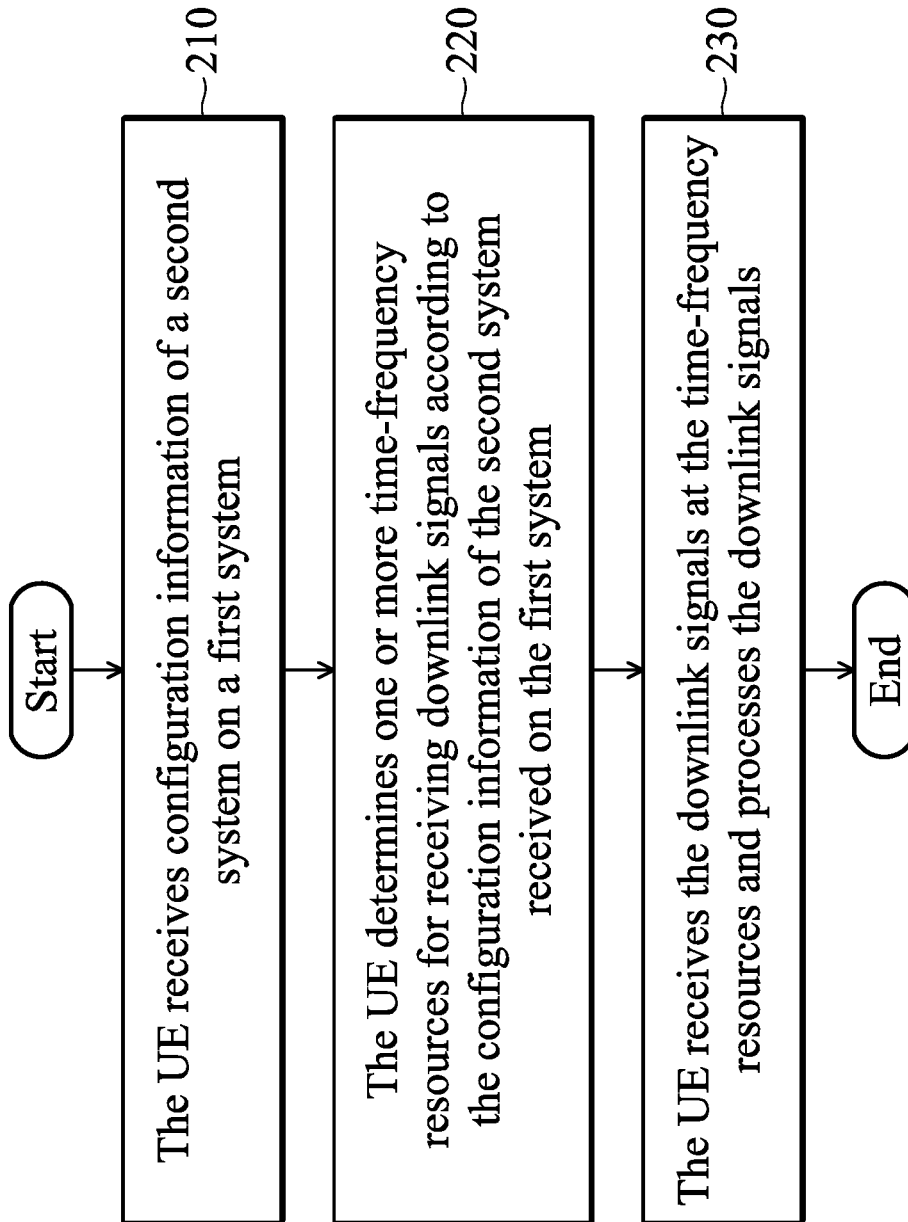 Start
The UE receives configuration information of a second
system on a first system
210
The UE determines one or more time-frequency
resources for receiving downlink signals according to
the configuration information of the second system
received on the first system
220
The UE receives the downlink signals at the time-frequency
resources and processes the downlink signals
230
End